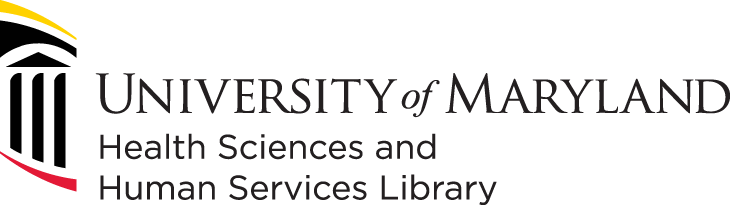 UNIVERSITY of MARYLAND
Health Sciences and
Human Services Library